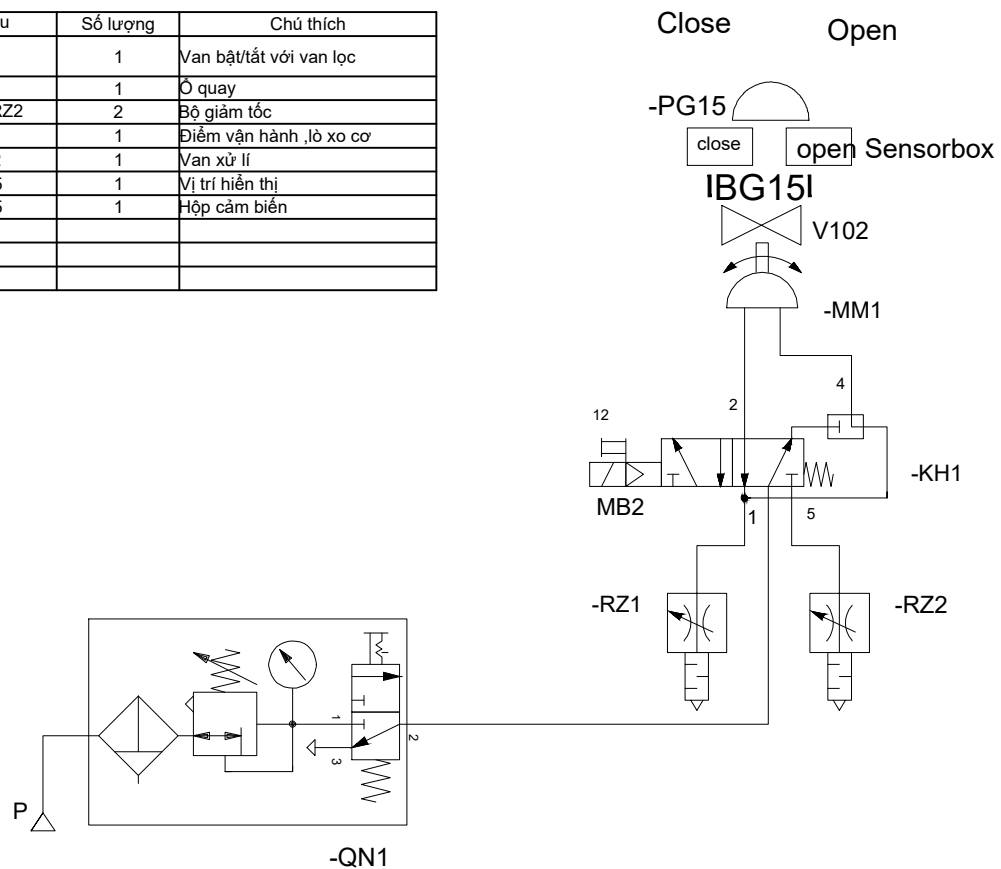 u Số lượng Chú thích
1 Van bật/tắt với van lọc
1 Ổ quay
RZ2 2 Bộ giảm tốc
1 Điểm vận hành ,lò xo cơ
1 Van xử lí
5 1 Vị trí hiển thị
5 1 Hộp cảm biến
Close
Open
-PG15
close
open Sensorbox
BG15
V102
-MM1
4
2
12
-KH1
MB2
1
5
-RZ1
-RZ2
1
2
3
P
-QN1